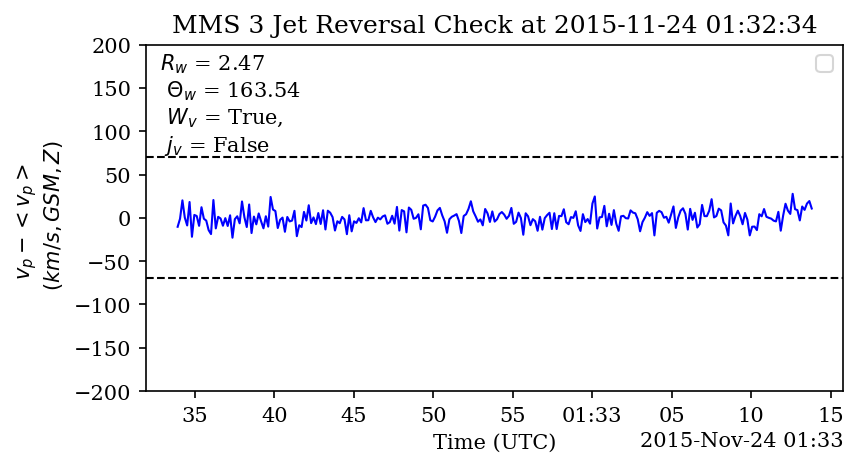 MMS 3 Jet Reversal Check at 2015-11-24 01:32:34
200
150
100
50
0
−50
−100
−150
−200
v_p − < v_p >
(km/s, GSM, Z)
R_w = 2.47
Θ_w = 163.54
W_v = True,
j_v = False
35
40
45
50
55
01:33
05
10
15
Time (UTC)
2015-Nov-24 01:33